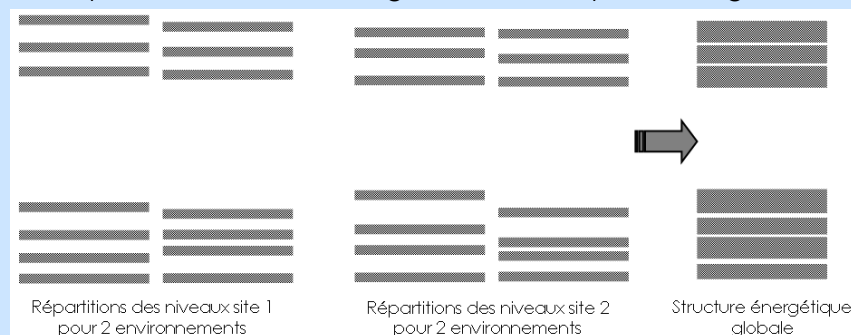 Répartitions des niveaux site 1
pour 2 environnements
Répartitions des niveaux site 2
pour 2 environnements
Structure énergétique
globale